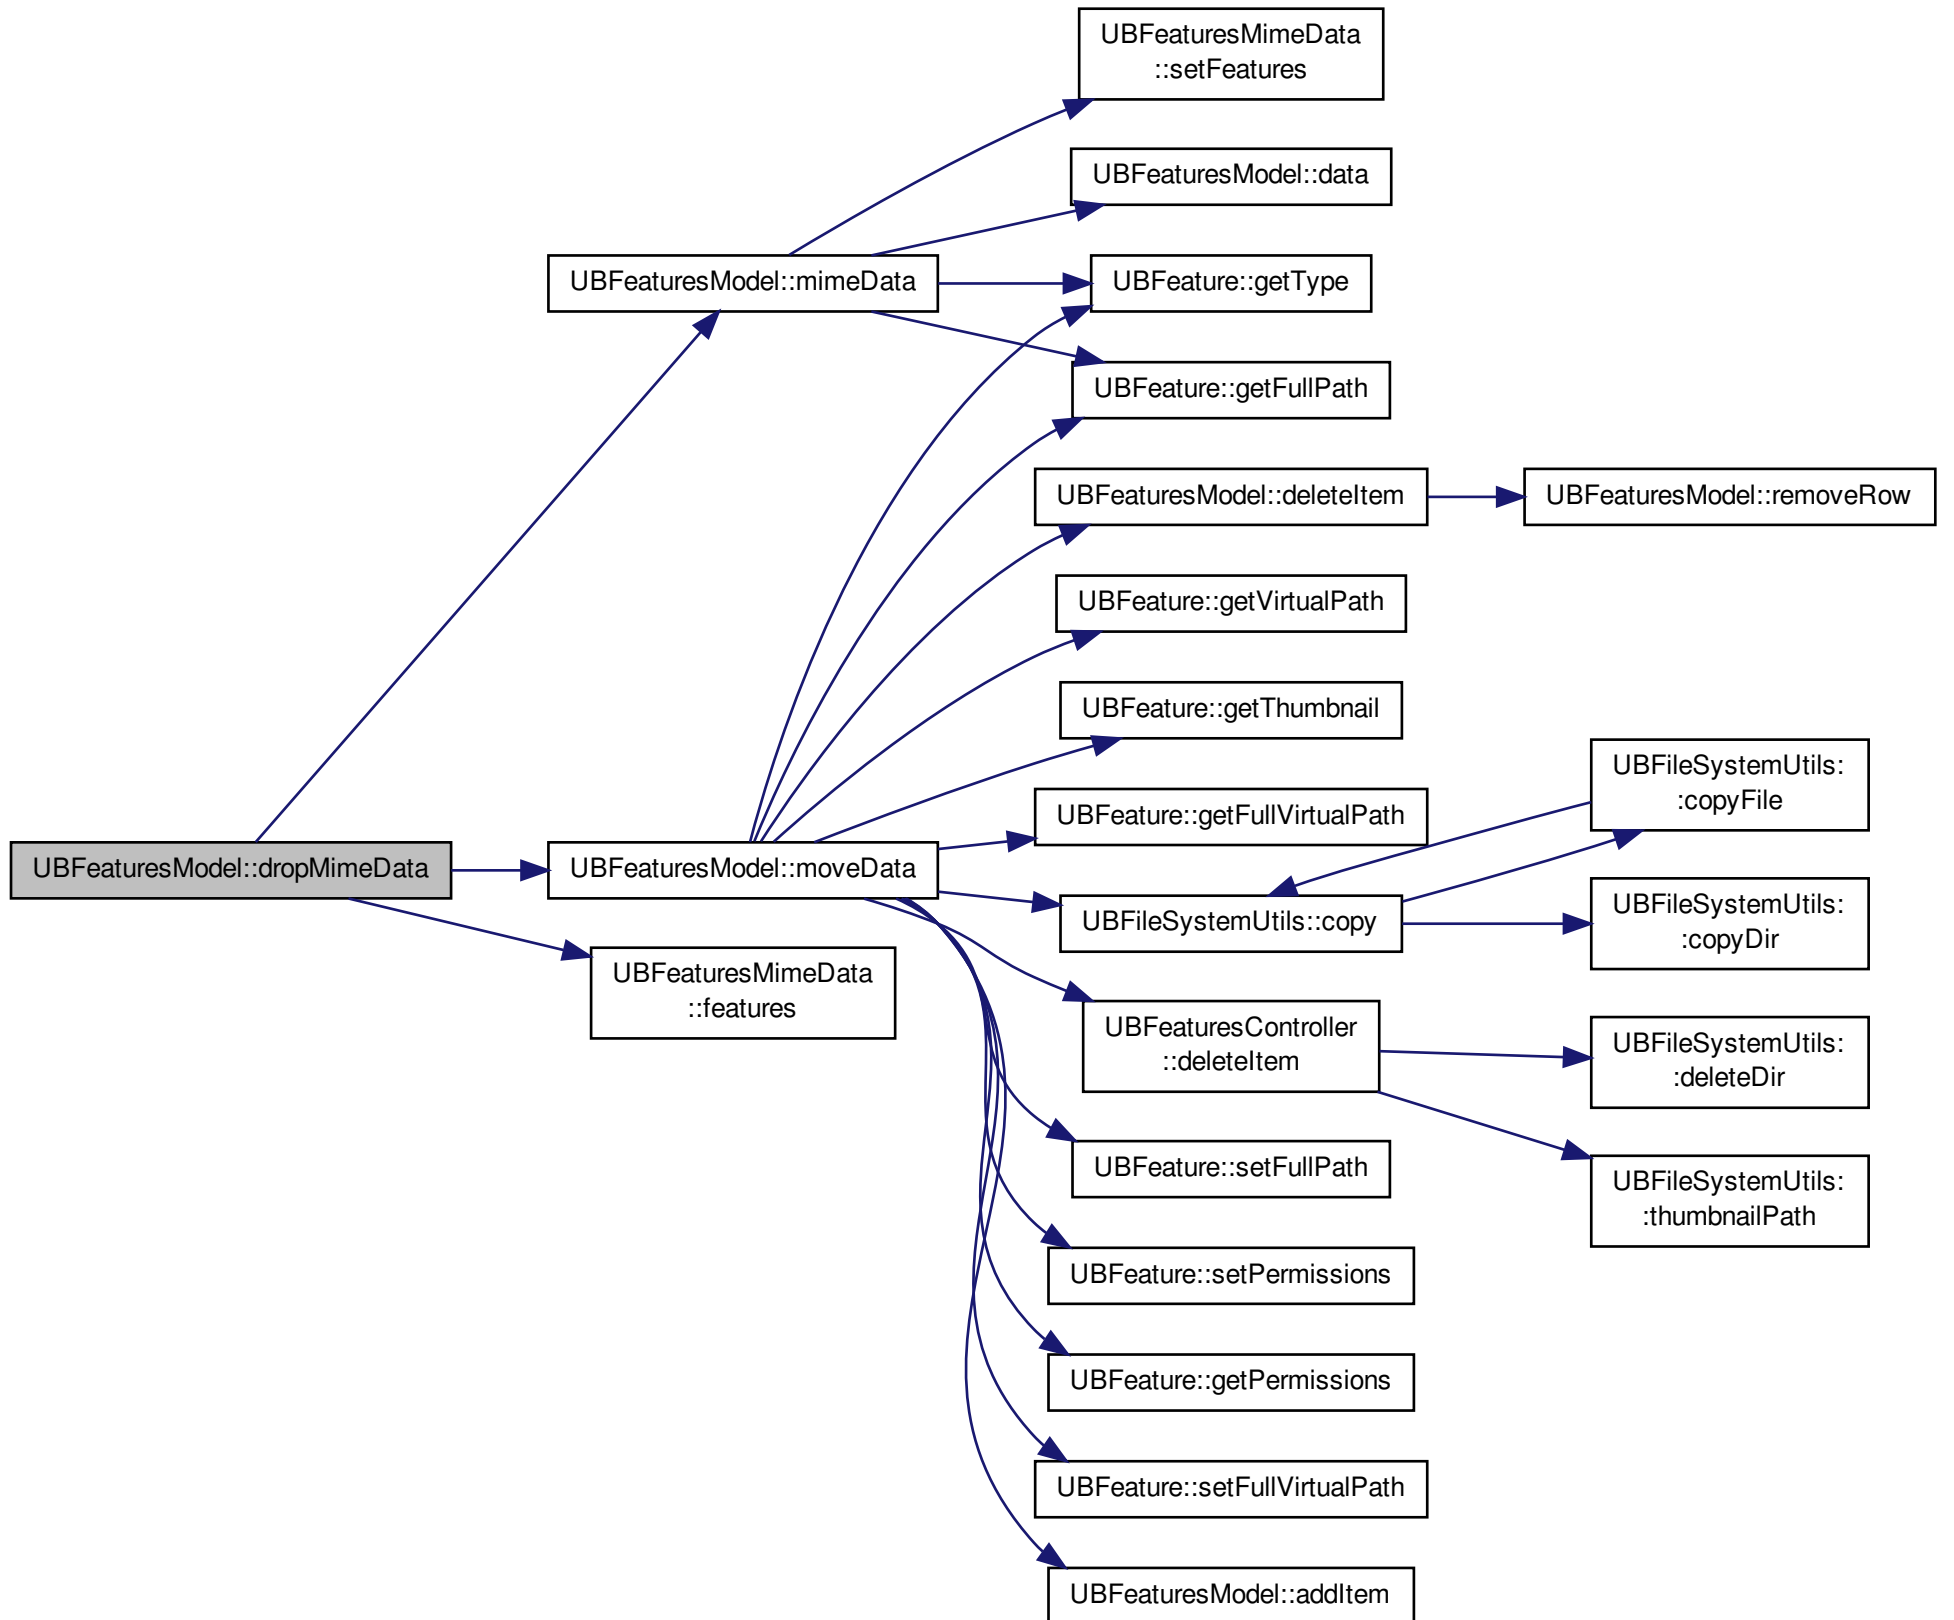 UBFeaturesMimeData
::setFeatures
UBFeaturesModel::data
UBFeaturesModel::mimeData
UBFeature::getType
UBFeature::getFullPath
UBFeaturesModel::deleteItem
UBFeaturesModel::removeRow
UBFeature::getVirtualPath
UBFeature::getThumbnail
UBFileSystemUtils:
:copyFile
UBFeature::getFullVirtualPath
UBFeaturesModel::dropMimeData
UBFeaturesModel::moveData
UBFileSystemUtils::copy
UBFileSystemUtils:
:copyDir
UBFeaturesMimeData
::features
UBFeaturesController
::deleteItem
UBFileSystemUtils:
:deleteDir
UBFeature::setFullPath
UBFileSystemUtils:
:thumbnailPath
UBFeature::setPermissions
UBFeature::getPermissions
UBFeature::setFullVirtualPath
UBFeaturesModel::addItem